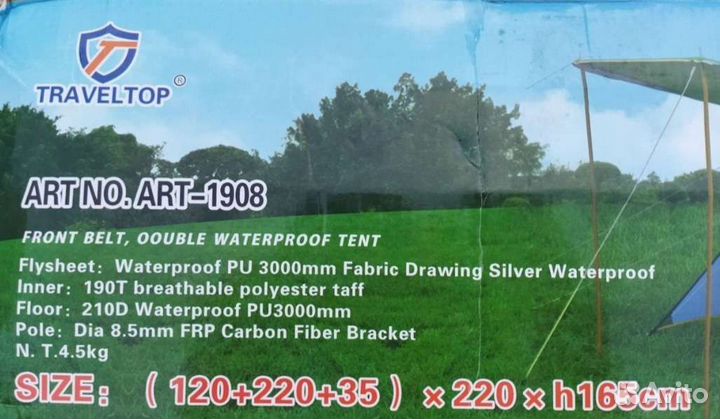 TRAVELTOP®
ART NO. ART-1908
FRONT BELT, OOUBLE WATERPROOF TENT
Flysheet: Waterproof PU 3000mm Fabric Drawing Silver Waterproof
Inner: 190T breathable polyester taff
Floor: 210D Waterproof PU3000mm
Pole: Dia 8.5mm FRP Carbon Fiber Bracket
N. T.4.5kg
SIZE: (120+220+35) × 220 × h165cm
Avito